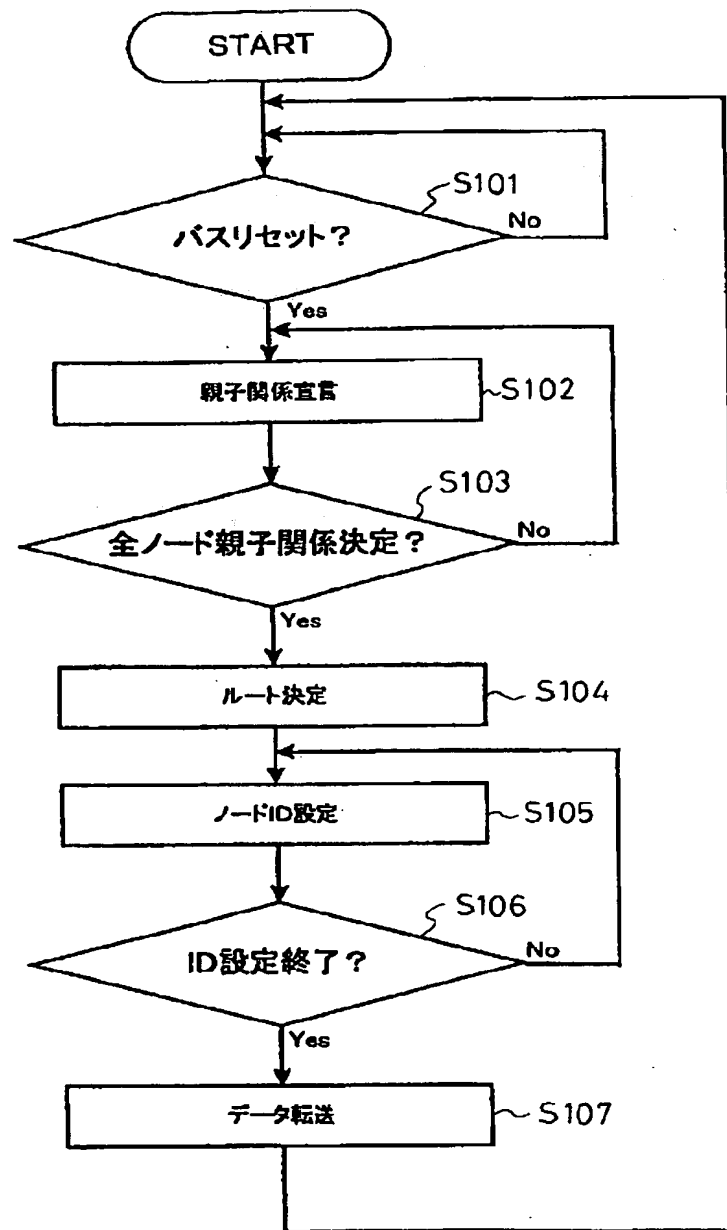 START
S101
バスリセット？
No
Yes
親子関係宣言
S102
S103
全ノード親子関係決定？
No
Yes
ルート決定
S104
ノードID設定
S105
S106
ID設定終了？
No
Yes
データ転送
S107